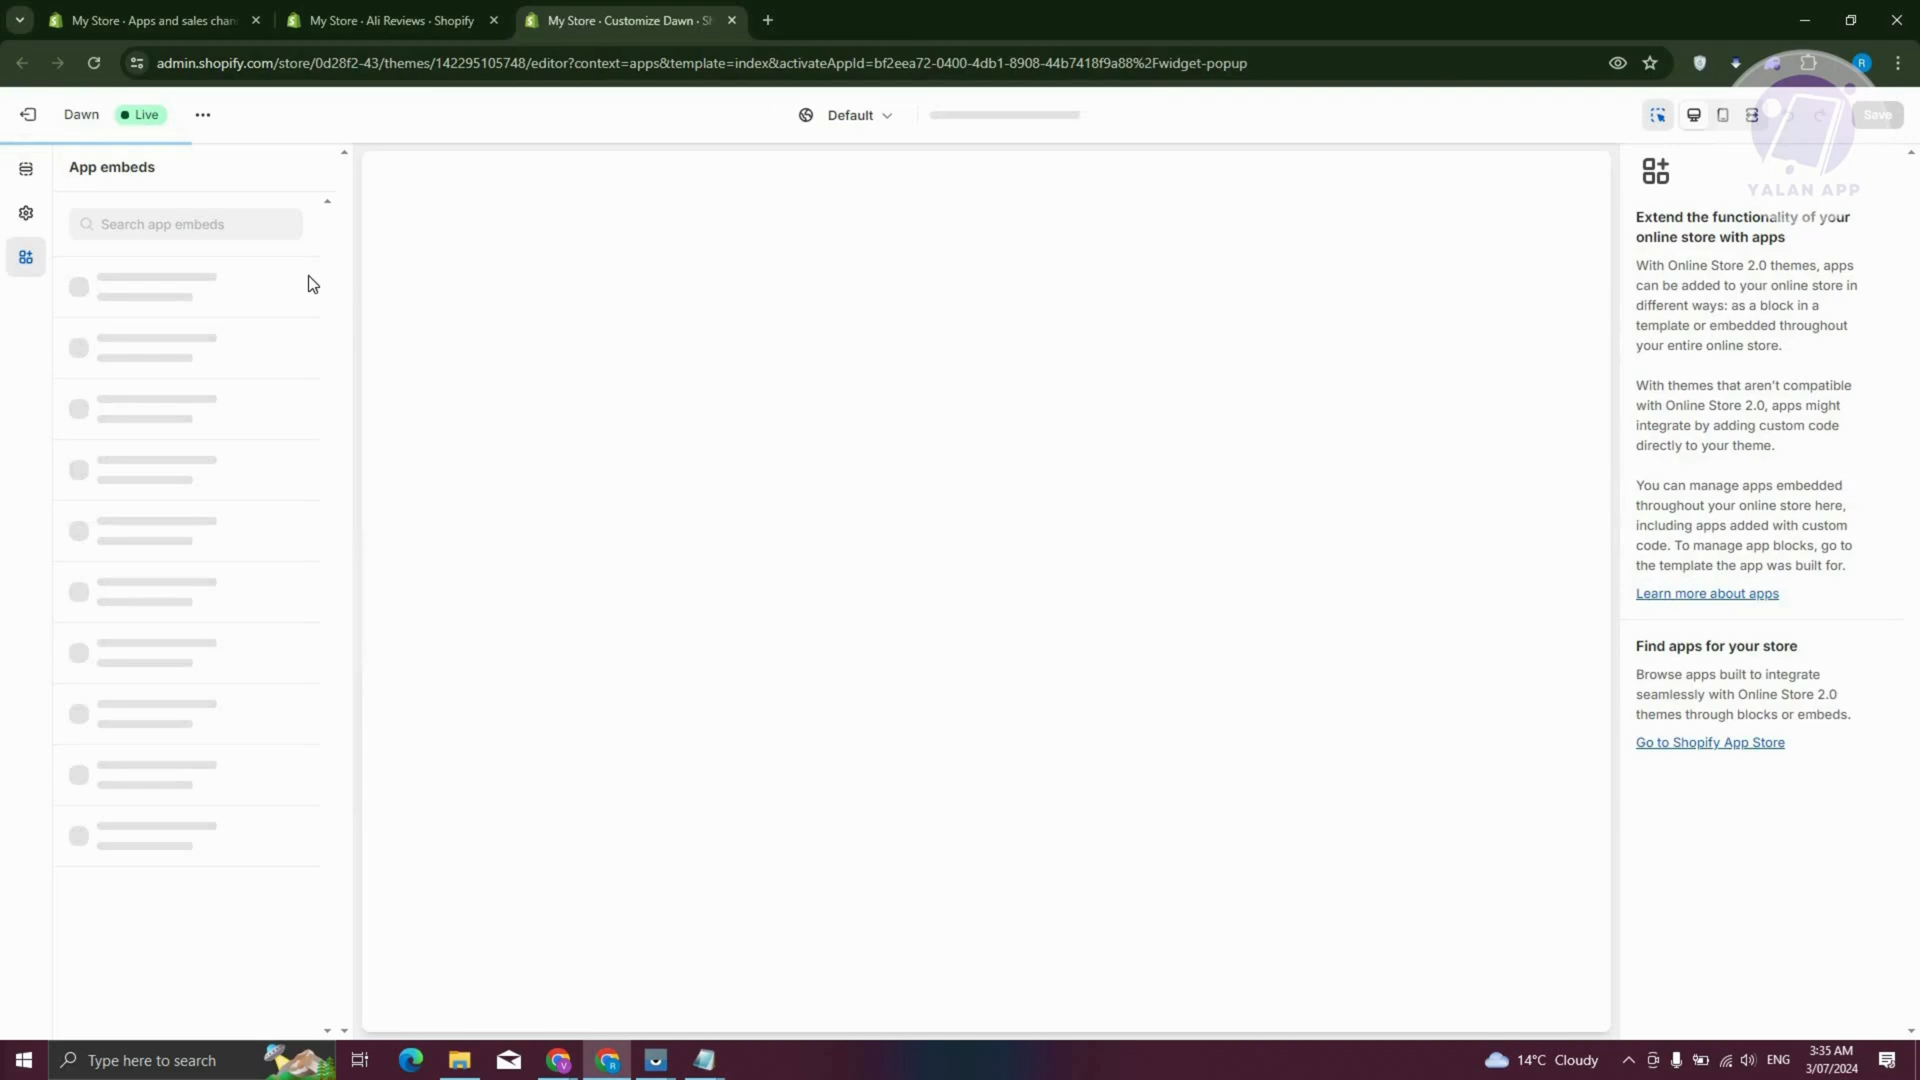 My Store · Apps and sales chan
My Store · Ali Reviews · Shopify
My Store · Customize Dawn · Sh
admin.shopify.com/store/0d28f2-43/themes/142295105748/editor?context=apps&template=index&activateAppId=bf2eea72-0400-4db1-8908-44b7418f9a88%2Fwidget-popup
R
Dawn
Live
Default
Save
App embeds
Search app embeds
YALAN APP
Extend the functionality of your
online store with apps
With Online Store 2.0 themes, apps
can be added to your online store in
different ways: as a block in a
template or embedded throughout
your entire online store.
With themes that aren't compatible
with Online Store 2.0, apps might
integrate by adding custom code
directly to your theme.
You can manage apps embedded
throughout your online store here,
including apps added with custom
code. To manage app blocks, go to
the template the app was built for.
Learn more about apps
Find apps for your store
Browse apps built to integrate
seamlessly with Online Store 2.0
themes through blocks or embeds.
Go to Shopify App Store
Type here to search
V
R
14°C Cloudy
ENG
3:35 AM
3/07/2024